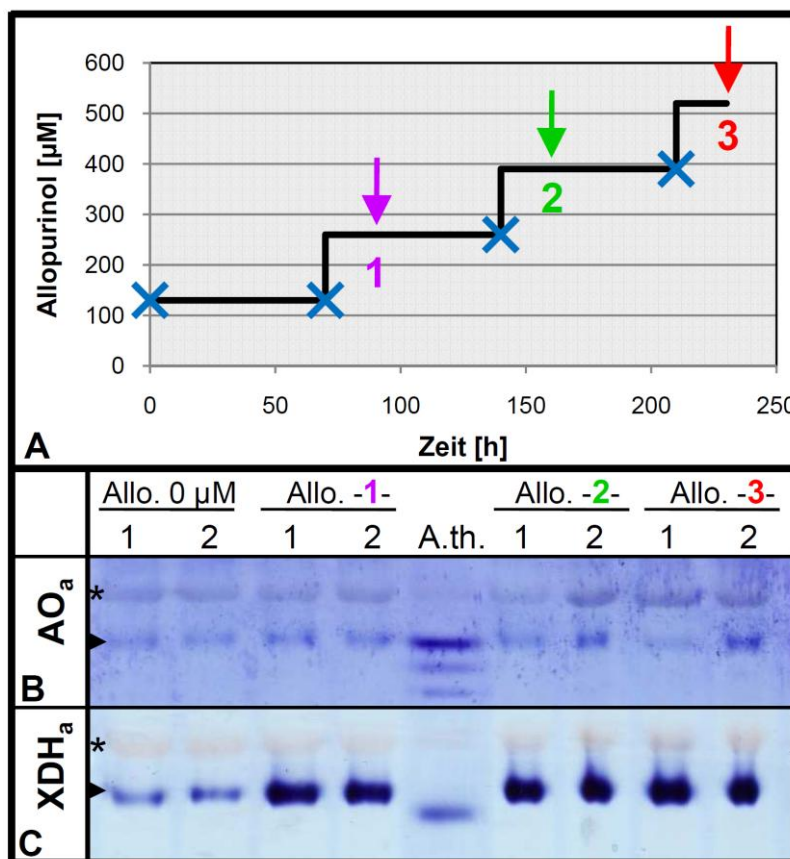 600
500
400
300
200
100
0
Allopurinol [µM]
1
2
3
0 50 100 150 200 250
Zeit [h]
A
Allo. 0 µM Allo. -1- Allo. -2- Allo. -3-
1 2 1 2 A.th. 1 2 1 2
AOa
*
B
XDHa
*
C